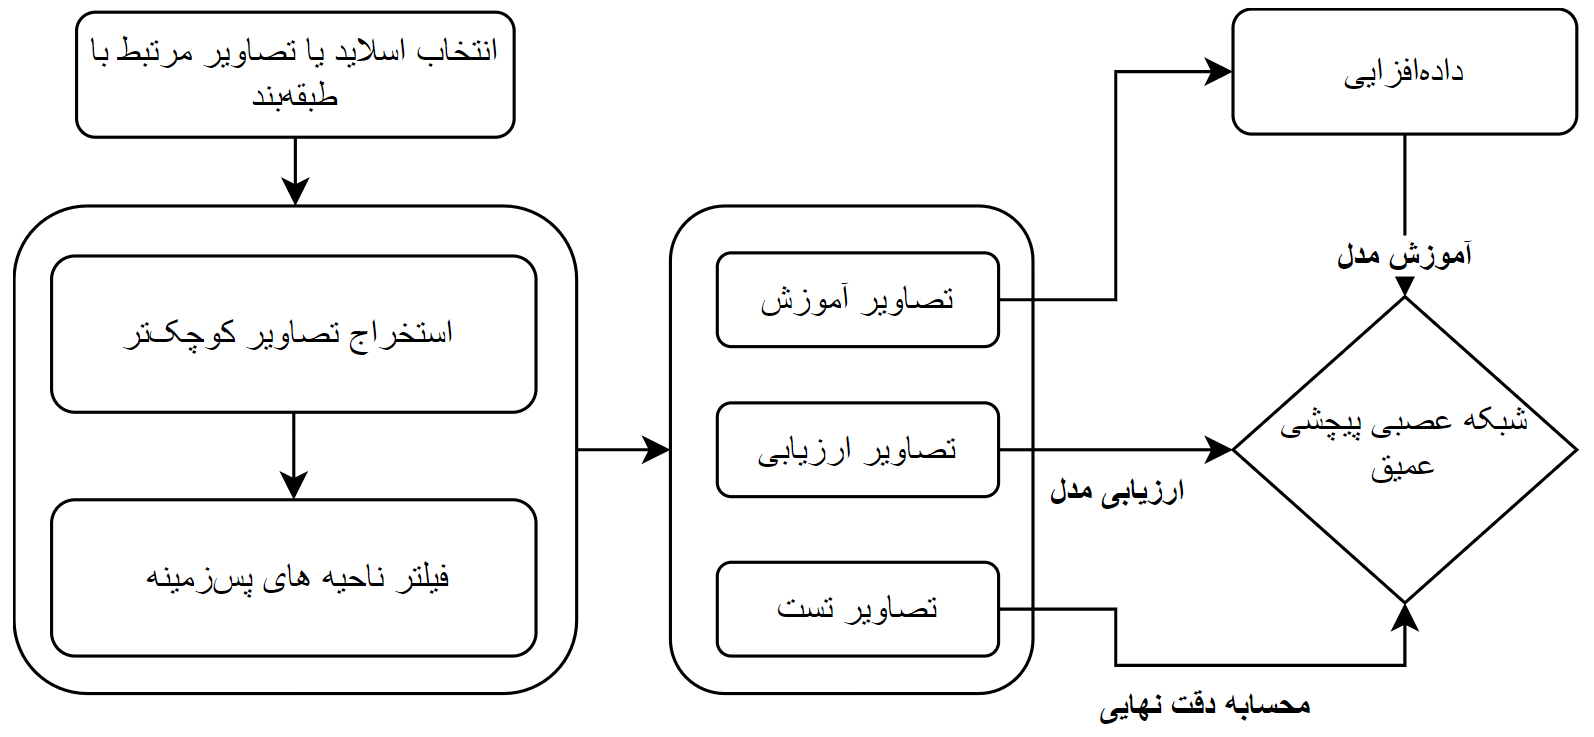 انتخاب اسلاید یا تصاویر مرتبط با
طبقه‌بند
استخراج تصاویر کوچک‌تر
فیلتر ناحیه های پس‌زمینه
تصاویر آموزش
تصاویر ارزیابی
تصاویر تست
داده‌افزایی
آموزش مدل
ارزیابی مدل
محسابه دقت نهایی
شبکه عصبی پیچشی
عمیق